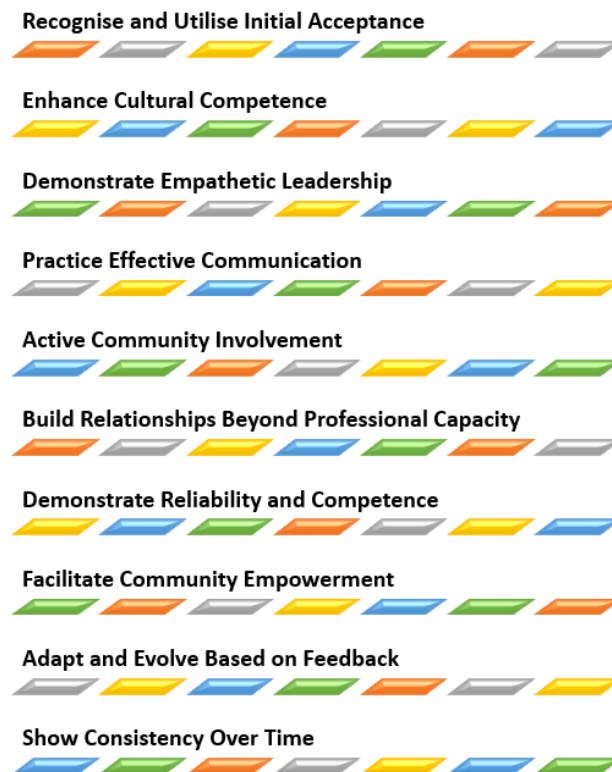 Recognise and Utilise Initial Acceptance
Enhance Cultural Competence
Demonstrate Empathetic Leadership
Practice Effective Communication
Active Community Involvement
Build Relationships Beyond Professional Capacity
Demonstrate Reliability and Competence
Facilitate Community Empowerment
Adapt and Evolve Based on Feedback
Show Consistency Over Time